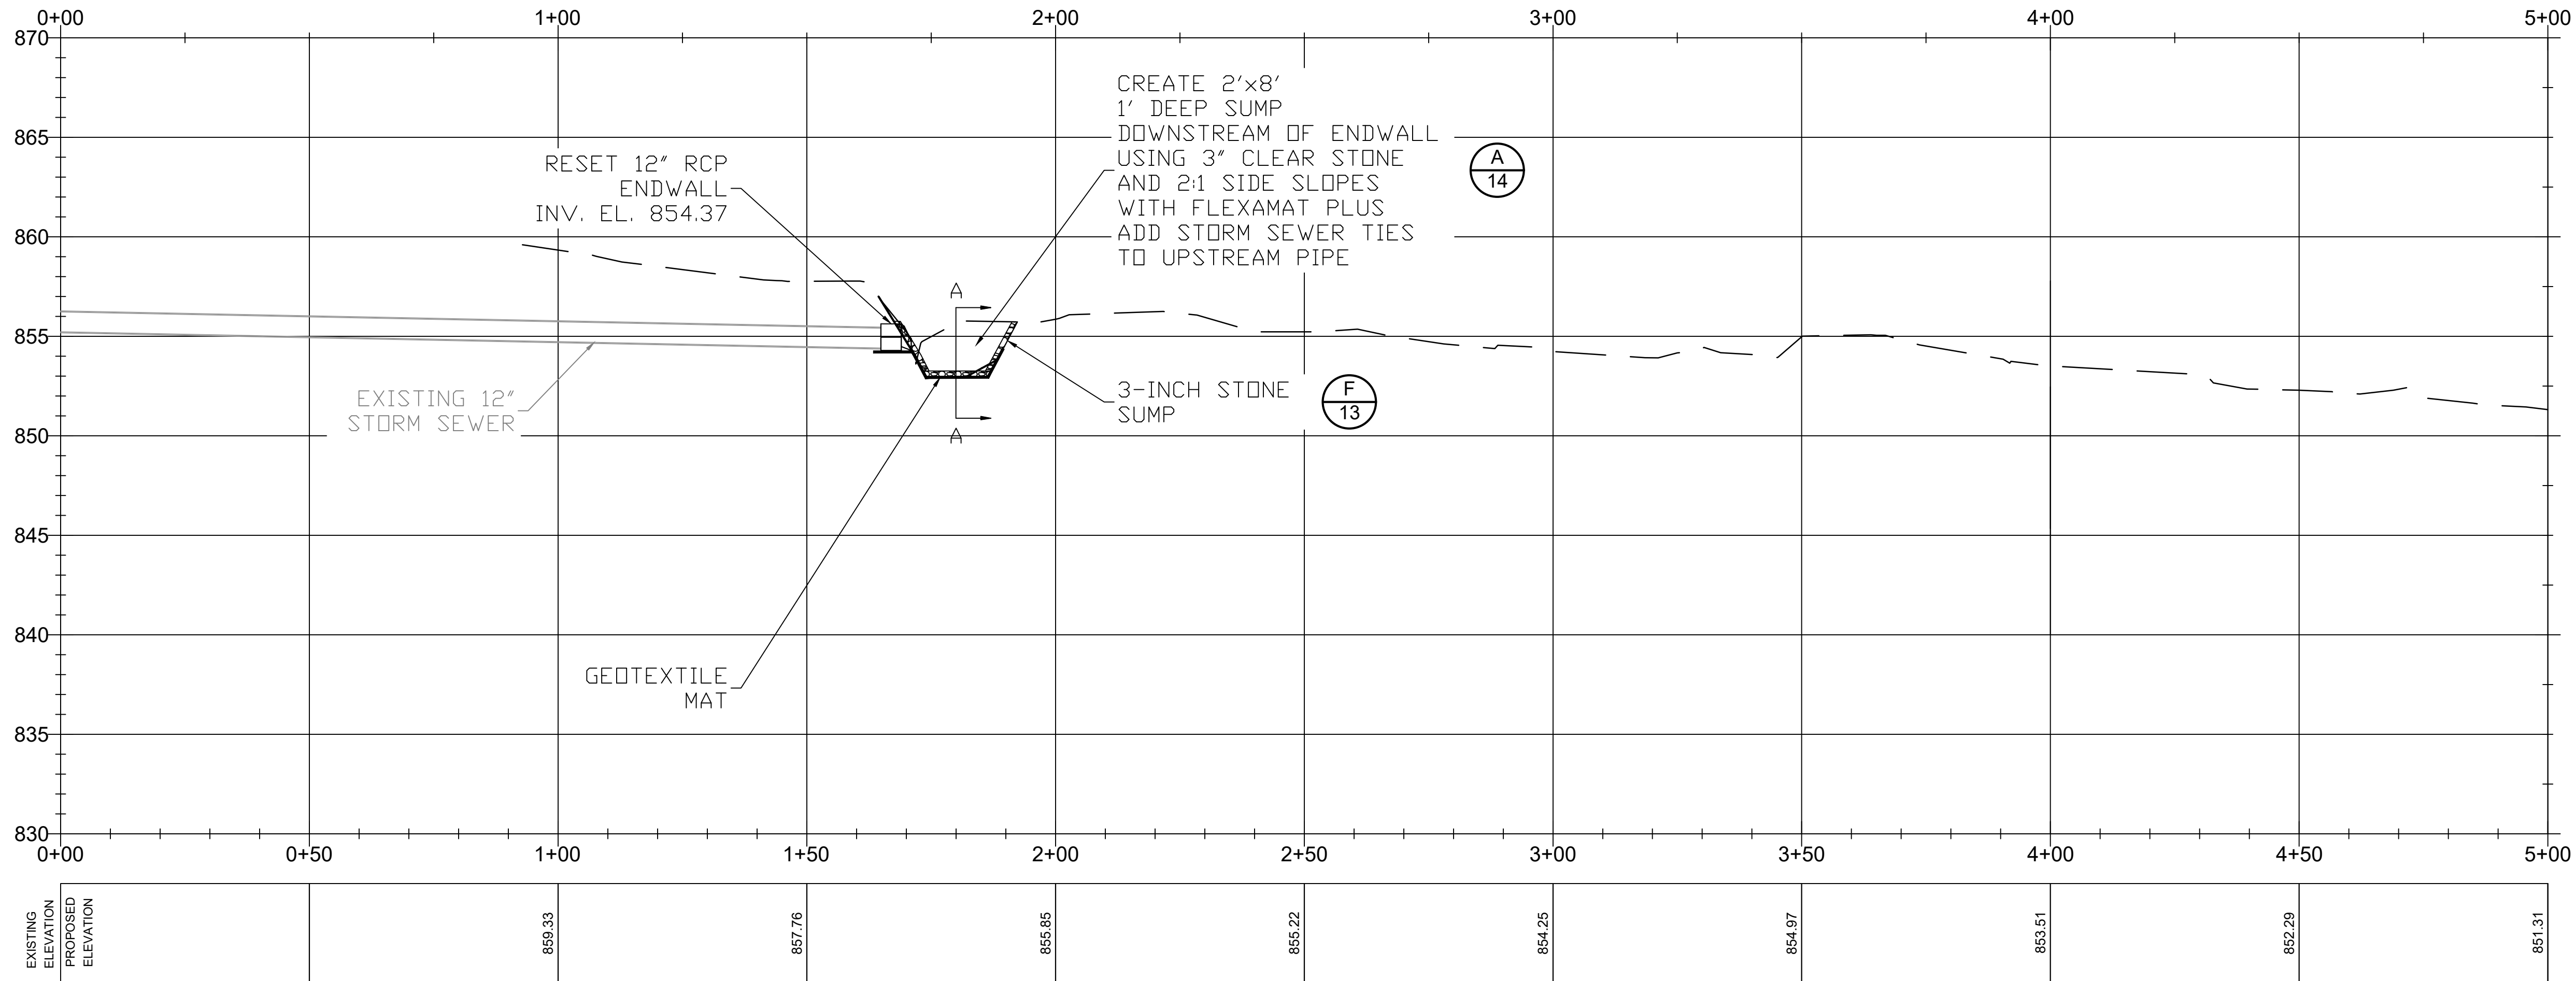 0+00 1+00 2+00 3+00 4+00 5+00
870
865
860
855
850
845
840
835
830
CREATE 2'x8'
1' DEEP SUMP
DOWNSTREAM OF ENDWALL
USING 3" CLEAR STONE
AND 2:1 SIDE SLOPES
WITH FLEXAMAT PLUS
ADD STORM SEWER TIES
TO UPSTREAM PIPE
A
14
RESET 12" RCP
ENDWALL
INV. EL. 854.37
A
A
EXISTING 12"
STORM SEWER
3-INCH STONE
SUMP
F
13
GEOTEXTILE
MAT
0+00 0+50 1+00 1+50 2+00 2+50 3+00 3+50 4+00 4+50 5+00
EXISTING
ELEVATION
PROPOSED
ELEVATION
859.33
857.76
855.85
855.22
854.25
854.97
853.51
852.29
851.31